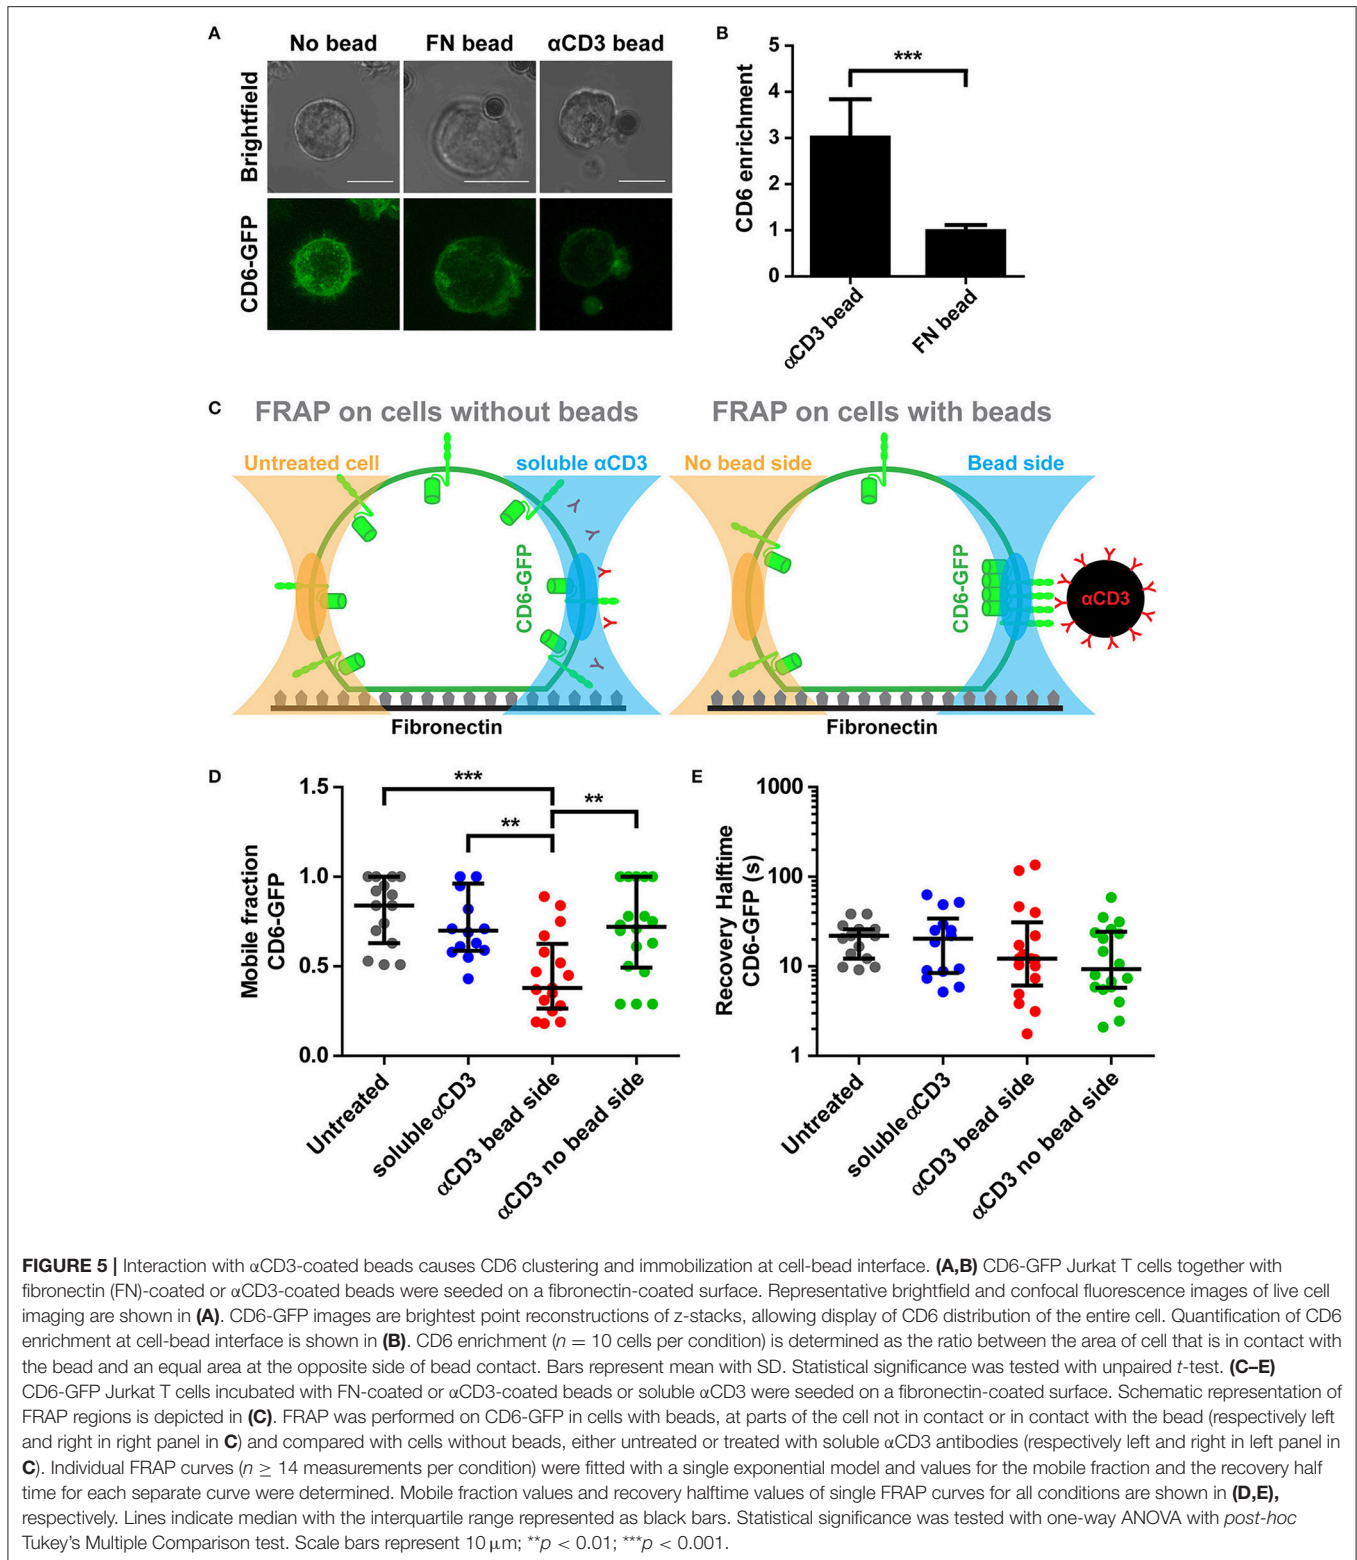 A
No bead
FN bead
αCD3 bead
Brightfield
CD6-GFP
B
***
CD6 enrichment
5
4
3
2
1
0
αCD3 bead
FN bead
C
FRAP on cells without beads
FRAP on cells with beads
Untreated cell
soluble αCD3
No bead side
Bead side
CD6-GFP
CD6-GFP
αCD3
Fibronectin
Fibronectin
D
***
**
**
Mobile fraction
CD6-GFP
1.5
1.0
0.5
0.0
Untreated
soluble αCD3
αCD3 bead side
αCD3 no bead side
E
Recovery Halftime
CD6-GFP (s)
1000
100
10
1
Untreated
soluble αCD3
αCD3 bead side
αCD3 no bead side
FIGURE 5 | Interaction with αCD3-coated beads causes CD6 clustering and immobilization at cell-bead interface. (A,B) CD6-GFP Jurkat T cells together with
fibronectin (FN)-coated or αCD3-coated beads were seeded on a fibronectin-coated surface. Representative brightfield and confocal fluorescence images of live cell
imaging are shown in (A). CD6-GFP images are brightest point reconstructions of z-stacks, allowing display of CD6 distribution of the entire cell. Quantification of CD6
enrichment at cell-bead interface is shown in (B). CD6 enrichment (n = 10 cells per condition) is determined as the ratio between the area of cell that is in contact with
the bead and an equal area at the opposite side of bead contact. Bars represent mean with SD. Statistical significance was tested with unpaired t-test. (C–E)
CD6-GFP Jurkat T cells incubated with FN-coated or αCD3-coated beads or soluble αCD3 were seeded on a fibronectin-coated surface. Schematic representation of
FRAP regions is depicted in (C). FRAP was performed on CD6-GFP in cells with beads, at parts of the cell not in contact or in contact with the bead (respectively left
and right in right panel in C) and compared with cells without beads, either untreated or treated with soluble αCD3 antibodies (respectively left and right in left panel in
C). Individual FRAP curves (n ≥ 14 measurements per condition) were fitted with a single exponential model and values for the mobile fraction and the recovery half
time for each separate curve were determined. Mobile fraction values and recovery halftime values of single FRAP curves for all conditions are shown in (D,E),
respectively. Lines indicate median with the interquartile range represented as black bars. Statistical significance was tested with one-way ANOVA with post-hoc
Tukey's Multiple Comparison test. Scale bars represent 10 μm; **p < 0.01; ***p < 0.001.